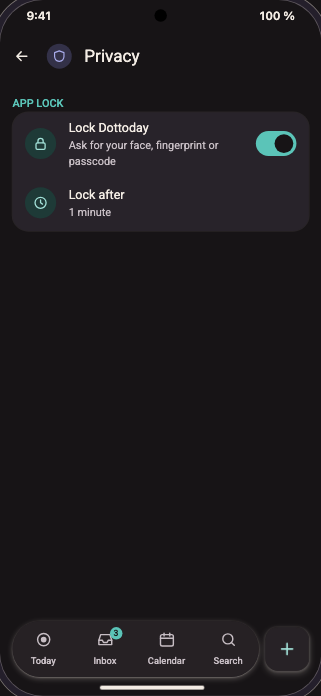 9:41
100 %
Privacy
APP LOCK
Lock Dottoday
Ask for your face, fingerprint or
passcode
Lock after
1 minute
3
Today
Inbox
Calendar
Search